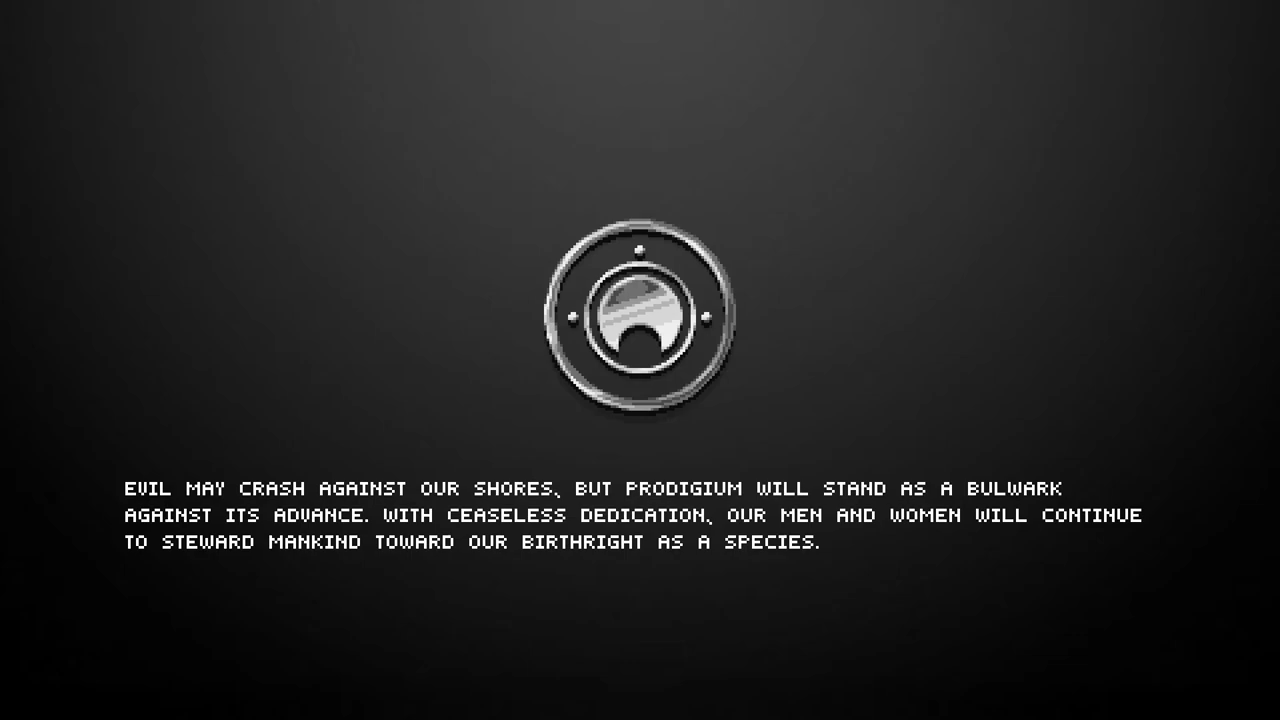 EVIL MAY CRASH AGAINST OUR SHORES, BUT PRODIGIUM WILL STAND AS A BULWARK
AGAINST ITS ADVANCE. WITH CEASELESS DEDICATION, OUR MEN AND WOMEN WILL CONTINUE
TO STEWARD MANKIND TOWARD OUR BIRTHRIGHT AS A SPECIES.